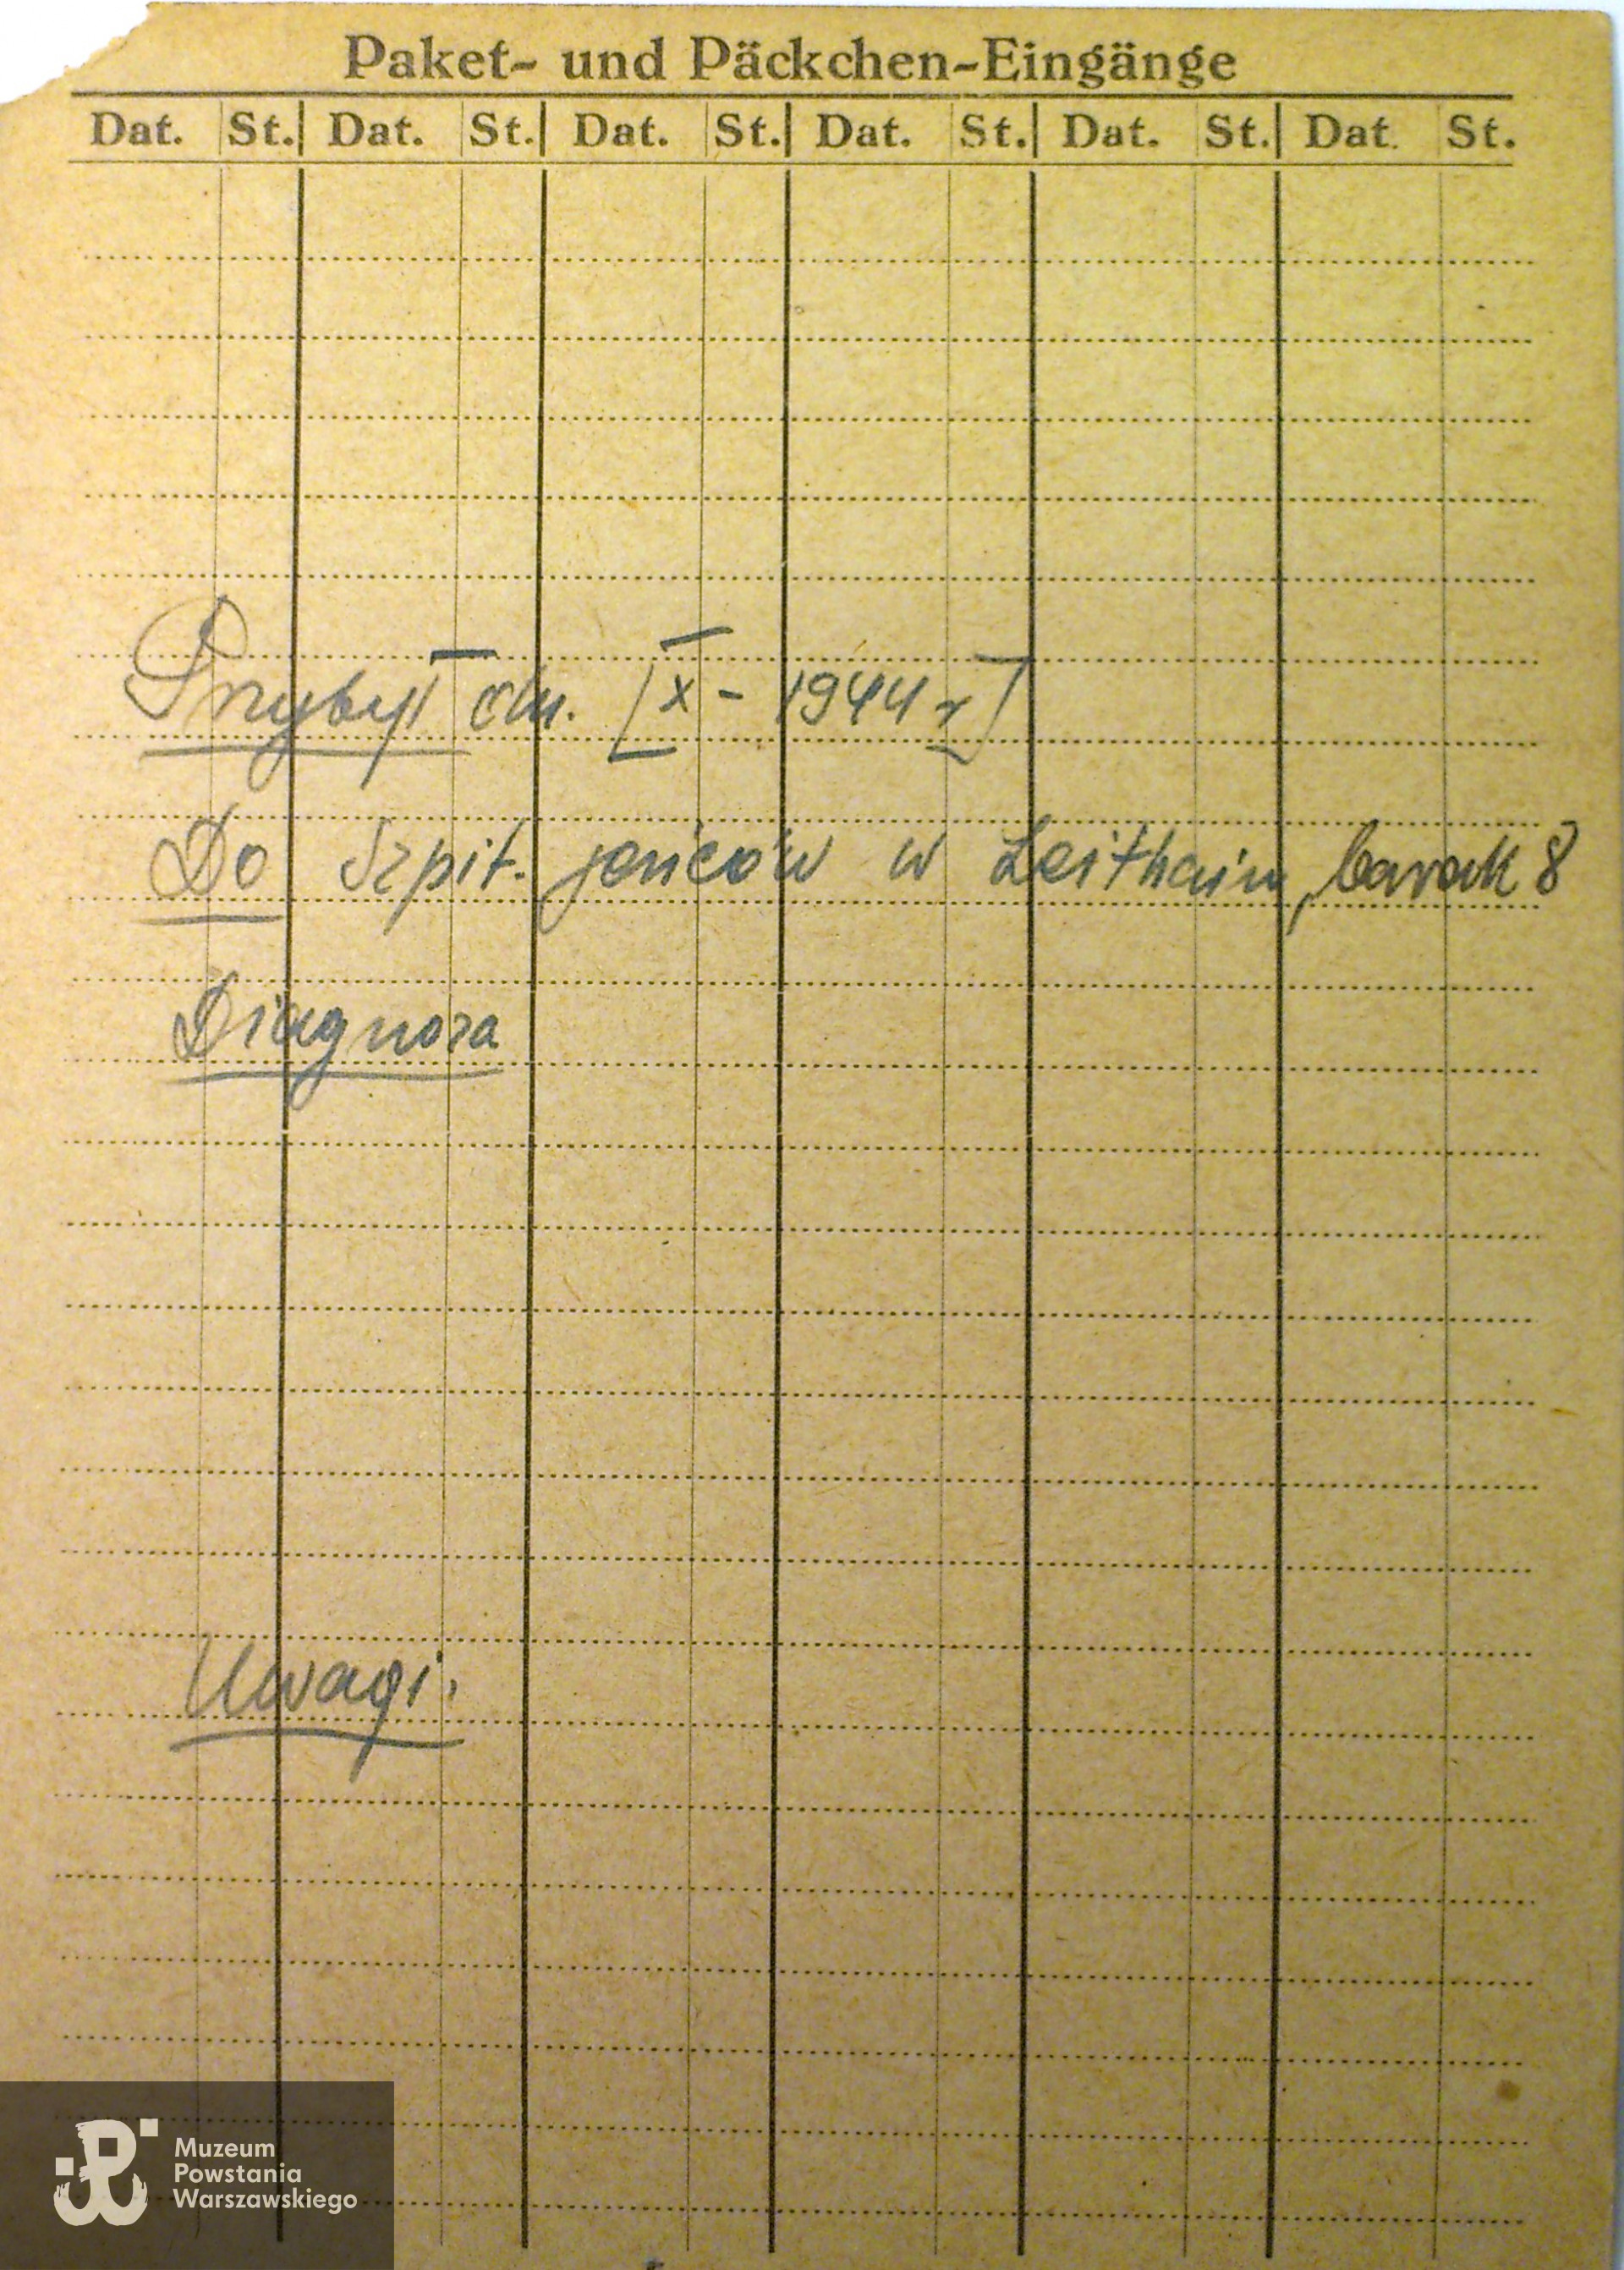 Paket- und Päckchen-Eingänge
Dat. St. Dat. St. Dat. St. Dat. St. Dat. St. Dat. St.
Przybył dn. [X - 1944 r]
Do Szpit. jeńców w Zeithain, barak 8
Diagnoza
Uwagi.
Muzeum
Powstania
Warszawskiego